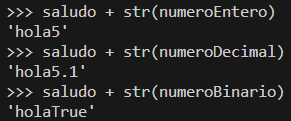 >>> saludo + str(numeroEntero)
'hola5'
>>> saludo + str(numeroDecimal)
'hola5.1'
>>> saludo + str(numeroBinario)
'holaTrue'